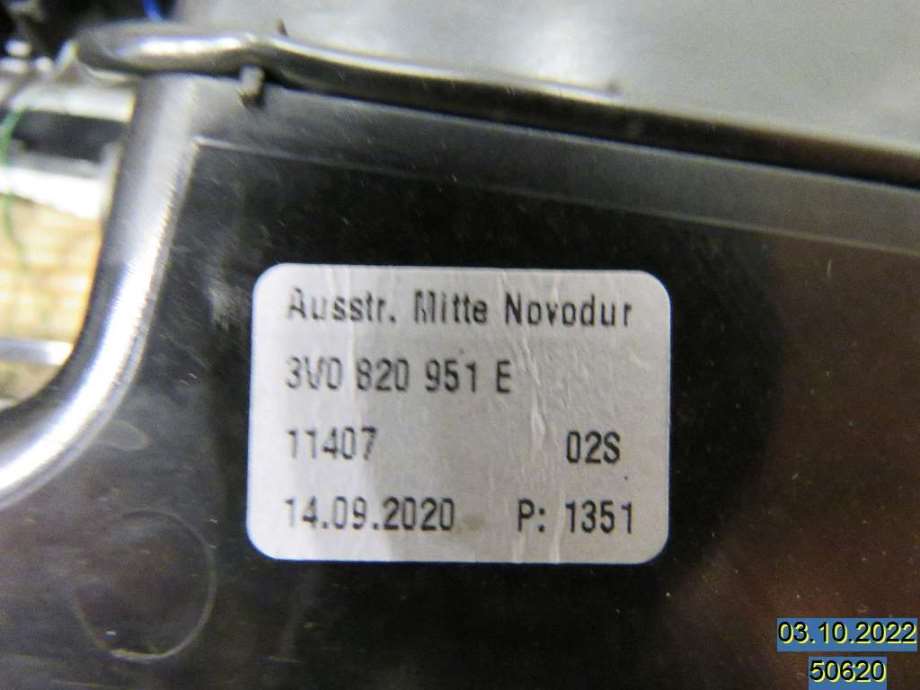 Ausstr. Mitte Novodur
3V0 820 951 E
11407 02S
14.09.2020 P: 1351
03.10.2022
50620